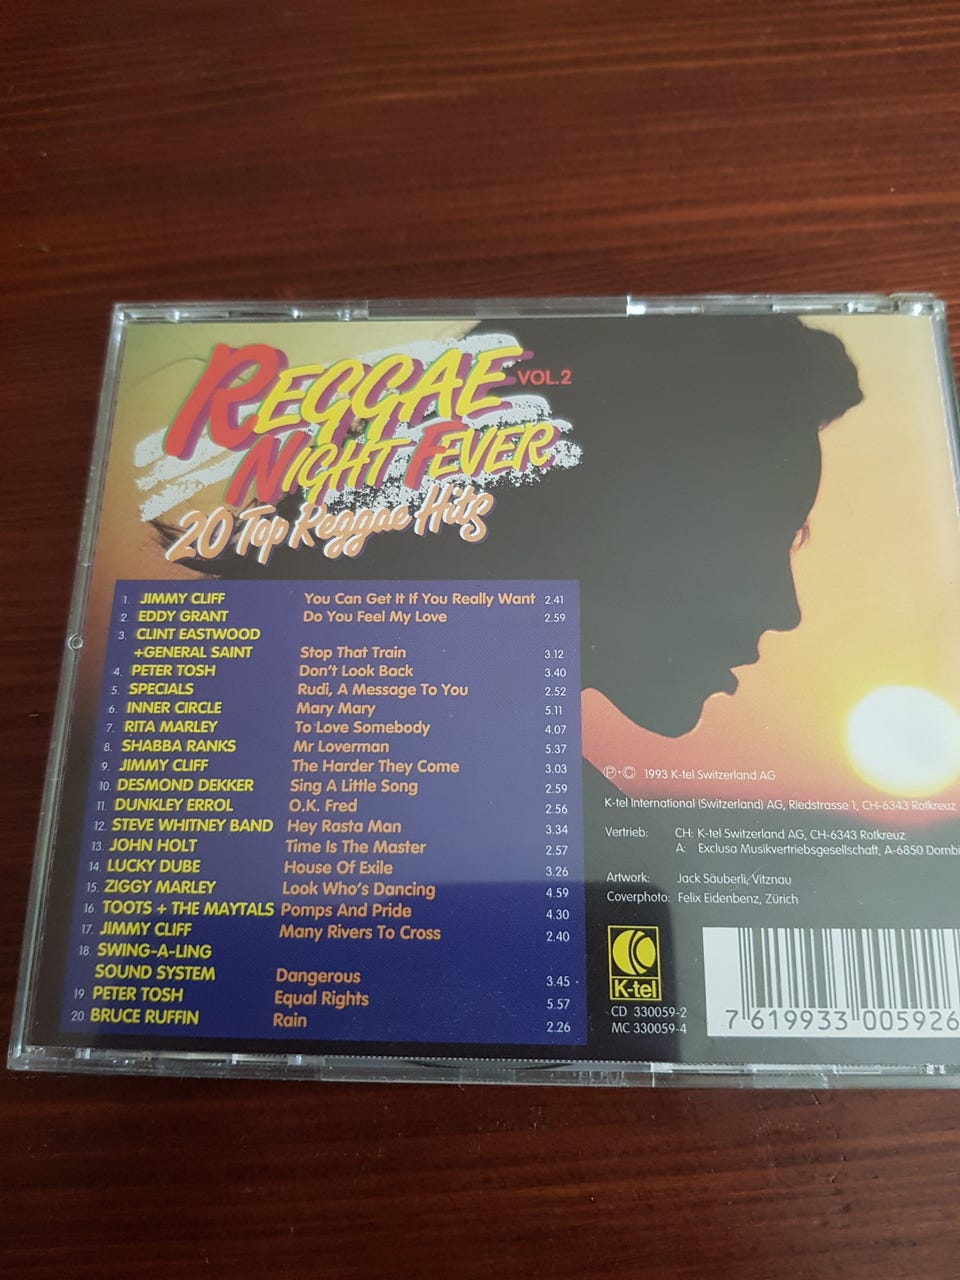 REGGAE VOL.2
NIGHT FEVER
20 Top Reggae Hits
1. JIMMY CLIFF You Can Get It If You Really Want 2.41
2. EDDY GRANT Do You Feel My Love 2.59
3. CLINT EASTWOOD
+GENERAL SAINT Stop That Train 3.12
4. PETER TOSH Don't Look Back 3.40
5. SPECIALS Rudi, A Message To You 2.52
6. INNER CIRCLE Mary Mary 5.11
7. RITA MARLEY To Love Somebody 4.07
8. SHABBA RANKS Mr Loverman 5.37
9. JIMMY CLIFF The Harder They Come 3.03
10. DESMOND DEKKER Sing A Little Song 2.59
11. DUNKLEY ERROL O.K. Fred 2.56
12. STEVE WHITNEY BAND Hey Rasta Man 3.34
13. JOHN HOLT Time Is The Master 2.57
14. LUCKY DUBE House Of Exile 3.26
15. ZIGGY MARLEY Look Who's Dancing 4.59
16. TOOTS + THE MAYTALS Pomps And Pride 4.30
17. JIMMY CLIFF Many Rivers To Cross 2.40
18. SWING-A-LING
SOUND SYSTEM Dangerous 3.45
19. PETER TOSH Equal Rights 5.57
20 BRUCE RUFFIN Rain 2.26
℗+© 1993 K-tel Switzerland AG
K-tel International (Switzerland) AG, Riedstrasse 1, CH-6343 Rotkreuz
Vertrieb: CH: K-tel Switzerland AG, CH-6343 Rotkreuz
A: Exclusa Musikvertriebsgesellschaft, A-6850 Dornbi
Artwork: Jack Säuberli, Vitznau
Coverphoto: Felix Eidenbenz, Zürich
K-tel
CD 330059-2
MC 330059-4
7 619933 005926